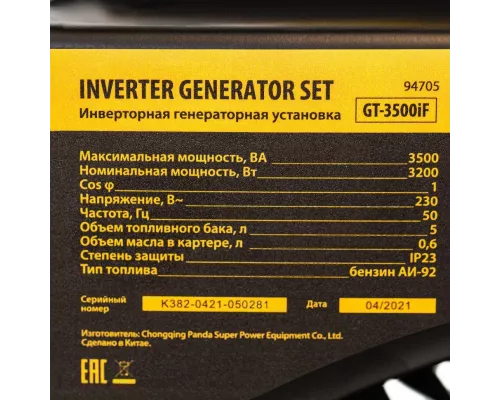 INVERTER GENERATOR SET 94705
Инверторная генераторная установка GT-3500iF
Максимальная мощность, ВА 3500
Номинальная мощность, Вт 3200
Cos φ 1
Напряжение, В~ 230
Частота, Гц 50
Объем топливного бака, л 5
Объем масла в картере, л 0,6
Степень защиты IP23
Тип топлива бензин АИ-92
Серийный номер K382-0421-050281 Дата 04/2021
Изготовитель: Chongqing Panda Super Power Equipment Co., Ltd.
Сделано в Китае.
EAC